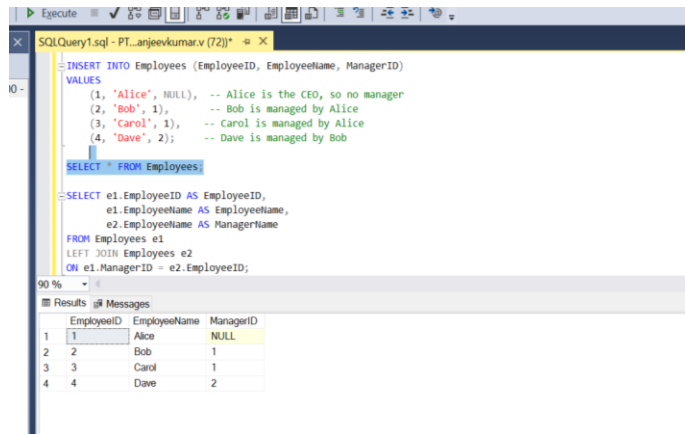 Execute
SQLQuery1.sql - PT...anjeevkumar.v (72))*
INSERT INTO Employees (EmployeeID, EmployeeName, ManagerID)
VALUES
(1, 'Alice', NULL), -- Alice is the CEO, so no manager
(2, 'Bob', 1), -- Bob is managed by Alice
(3, 'Carol', 1), -- Carol is managed by Alice
(4, 'Dave', 2); -- Dave is managed by Bob
SELECT * FROM Employees;
SELECT e1.EmployeeID AS EmployeeID,
e1.EmployeeName AS EmployeeName,
e2.EmployeeName AS ManagerName
FROM Employees e1
LEFT JOIN Employees e2
ON e1.ManagerID = e2.EmployeeID;
90 %
Results Messages
EmployeeID EmployeeName ManagerID
1 1 Alice NULL
2 2 Bob 1
3 3 Carol 1
4 4 Dave 2